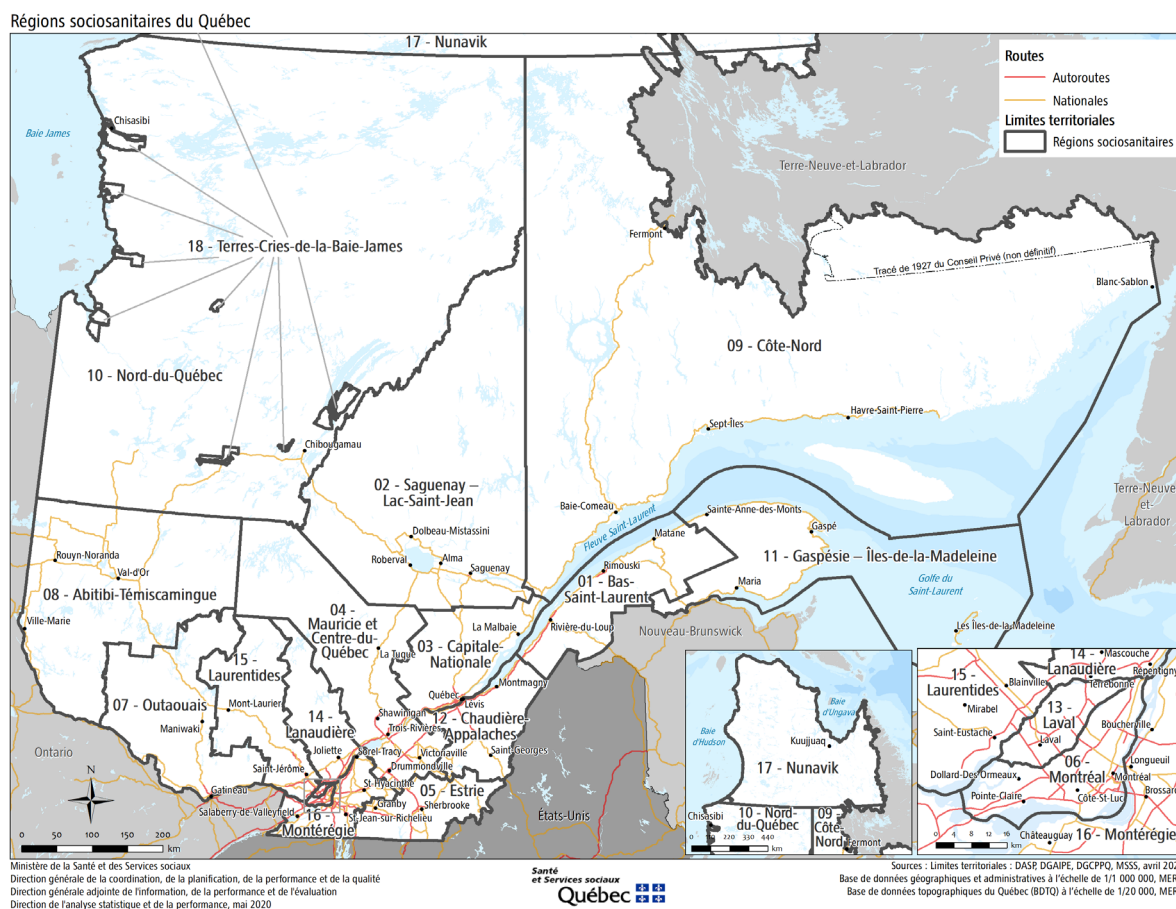 Régions sociosanitaires du Québec
17 - Nunavik
Routes
Autoroutes
Nationales
Limites territoriales
Régions sociosanitaires
Baie James
Chisasibi
Terre-Neuve-et-Labrador
Fermont
18 - Terres-Cries-de-la-Baie-James
Tracé de 1927 du Conseil Privé (non définitif)
Blanc-Sablon
10 - Nord-du-Québec
09 - Côte-Nord
Havre-Saint-Pierre
Sept-Îles
Chibougamau
02 - Saguenay –
Lac-Saint-Jean
Terre-Neuve-
et-
Labrador
Baie-Comeau
Fleuve Saint-Laurent
Sainte-Anne-des-Monts
Gaspé
Matane
Dolbeau-Mistassini
Roberval
Alma
Saguenay
11 - Gaspésie – Îles-de-la-Madeleine
Rouyn-Noranda
Val-d'Or
Rimouski
01 - Bas-
Saint-Laurent
Maria
Golfe du
Saint-Laurent
08 - Abitibi-Témiscamingue
Ville-Marie
04 -
Mauricie et
Centre-du-
Québec
La Tuque
03 - Capitale-
Nationale
La Malbaie
Rivière-du-Loup
Nouveau-Brunswick
Les Îles-de-la-Madeleine
15 -
Laurentides
07 - Outaouais
Mont-Laurier
Maniwaki
14 -
Lanaudière
Joliette
Saint-Jérôme
Shawinigan
Trois-Rivières
Sorel-Tracy
Québec
Lévis
Montmagny
12 - Chaudière-
Appalaches
Victoriaville
Saint-Georges
Drummondville
St-Hyacinthe
05 - Estrie
Granby
Sherbrooke
St-Jean-sur-Richelieu
16 -
Montérégie
Salaberry-de-Valleyfield
Gatineau
Ontario
États-Unis
N
0 50 100 150 200
km
Baie
d'Hudson
Baie
d'Ungava
Kuujjuaq
17 - Nunavik
Chisasibi
10 - Nord-
du-Québec
09 -
Côte-
Nord
Fermont
0 110 220 330 440
km
14 -
Lanaudière
Mascouche
Repentigny
Terrebonne
15 -
Laurentides
Blainville
Mirabel
13 -
Laval
Boucherville
Saint-Eustache
Laval
Longueuil
06 -
Montréal
Montréal
Dollard-Des Ormeaux
Pointe-Claire
Côte-St-Luc
Brossard
Châteauguay
16 - Montérégie
0 4 8 12 16
km
Ministère de la Santé et des Services sociaux
Direction générale de la coordination, de la planification, de la performance et de la qualité
Direction générale adjointe de l'information, de la performance et de l'évaluation
Direction de l'analyse statistique et de la performance, mai 2020
Santé
et Services sociaux
Québec
Sources : Limites territoriales : DASP, DGAIPE, DGCPPQ, MSSS, avril 202
Base de données géographiques et administratives à l'échelle de 1/1 000 000, MER
Base de données topographiques du Québec (BDTQ) à l'échelle de 1/20 000, MER